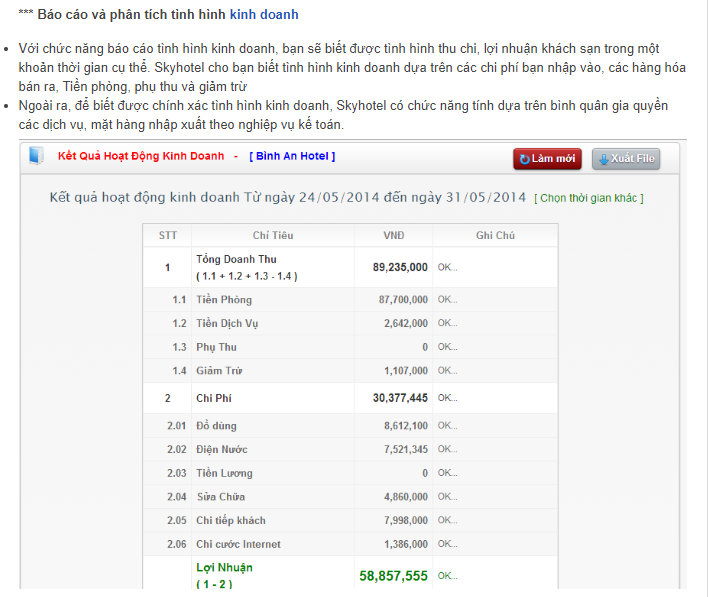 *** Báo cáo và phân tích tình hình kinh doanh
Với chức năng báo cáo tình hình kinh doanh, bạn sẽ biết được tình hình thu chi, lợi nhuận khách sạn trong một
khoản thời gian cụ thể. Skyhotel cho bạn biết tình hình kinh doanh dựa trên các chi phí bạn nhập vào, các hàng hóa
bán ra, Tiền phòng, phụ thu và giảm trừ
Ngoài ra, để biết được chính xác tình hình kinh doanh, Skyhotel có chức năng tính dựa trên bình quân gia quyền
các dịch vụ, mặt hàng nhập xuất theo nghiệp vụ kế toán.
Kết Quả Hoạt Động Kinh Doanh - [ Bình An Hotel ] Làm mới Xuất File
Kết quả hoạt động kinh doanh Từ ngày 24/05/2014 đến ngày 31/05/2014 [ Chọn thời gian khác ]
STT Chỉ Tiêu VNĐ Ghi Chú
1 Tổng Doanh Thu 89,235,000 OK...
( 1.1 + 1.2 + 1.3 - 1.4 )
1.1 Tiền Phòng 87,700,000 OK...
1.2 Tiền Dịch Vụ 2,642,000 OK...
1.3 Phụ Thu 0 OK...
1.4 Giảm Trừ 1,107,000 OK...
2 Chi Phí 30,377,445 OK...
2.01 Đồ dùng 8,612,100 OK...
2.02 Điện Nước 7,521,345 OK...
2.03 Tiền Lương 0 OK...
2.04 Sửa Chữa 4,860,000 OK...
2.05 Chi tiếp khách 7,998,000 OK...
2.06 Chi cước Internet 1,386,000 OK...
Lợi Nhuận 58,857,555 OK...
( 1 - 2 )